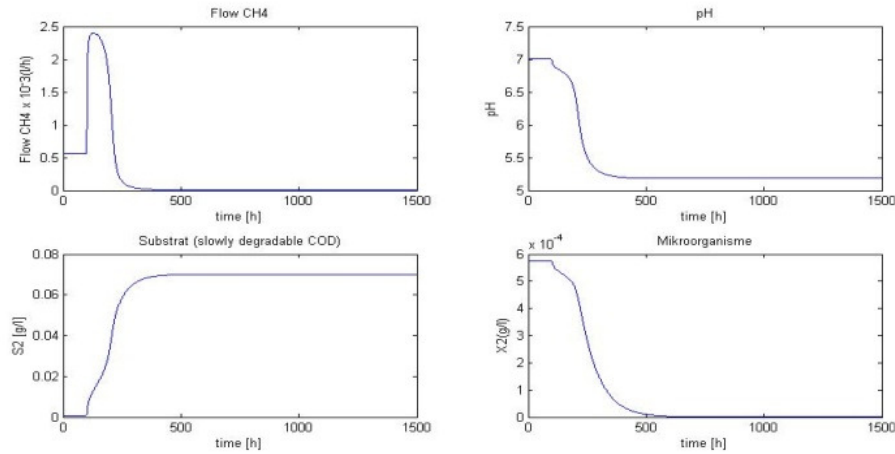 Flow CH4
2.5
2
1.5
1
0.5
0
Flow CH4 x 10-3(l/h)
0 500 1000 1500
time [h]
pH
7.5
7
6.5
6
5.5
5
pH
0 500 1000 1500
time [h]
Substrat (slowly degradable COD)
0.08
0.06
0.04
0.02
0
S2 [g/l]
0 500 1000 1500
time [h]
Mikroorganisme
x 10-4
6
5
4
3
2
1
0
X2(g/l)
0 500 1000 1500
time [h]